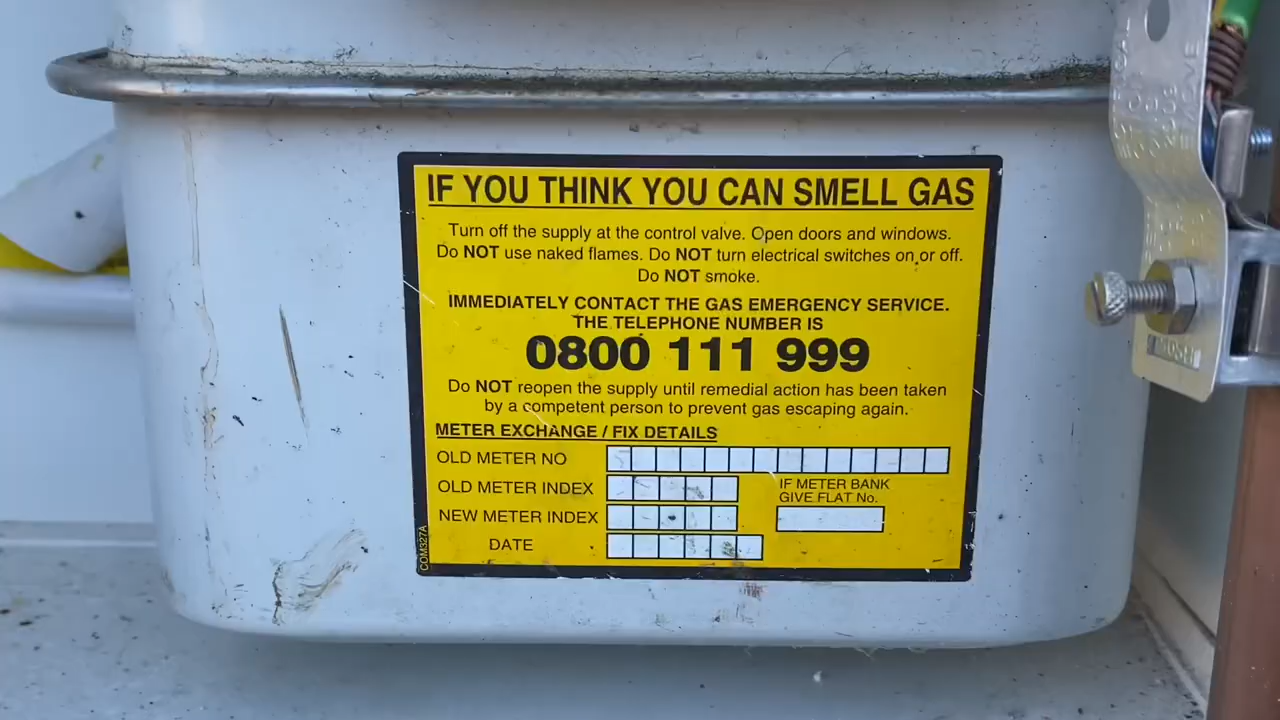 IF YOU THINK YOU CAN SMELL GAS
Turn off the supply at the control valve. Open doors and windows.
Do NOT use naked flames. Do NOT turn electrical switches on or off.
Do NOT smoke.
IMMEDIATELY CONTACT THE GAS EMERGENCY SERVICE.
THE TELEPHONE NUMBER IS
0800 111 999
Do NOT reopen the supply until remedial action has been taken
by a competent person to prevent gas escaping again.
METER EXCHANGE / FIX DETAILS
OLD METER NO
OLD METER INDEX
IF METER BANK
GIVE FLAT No.
NEW METER INDEX
DATE
COM327A